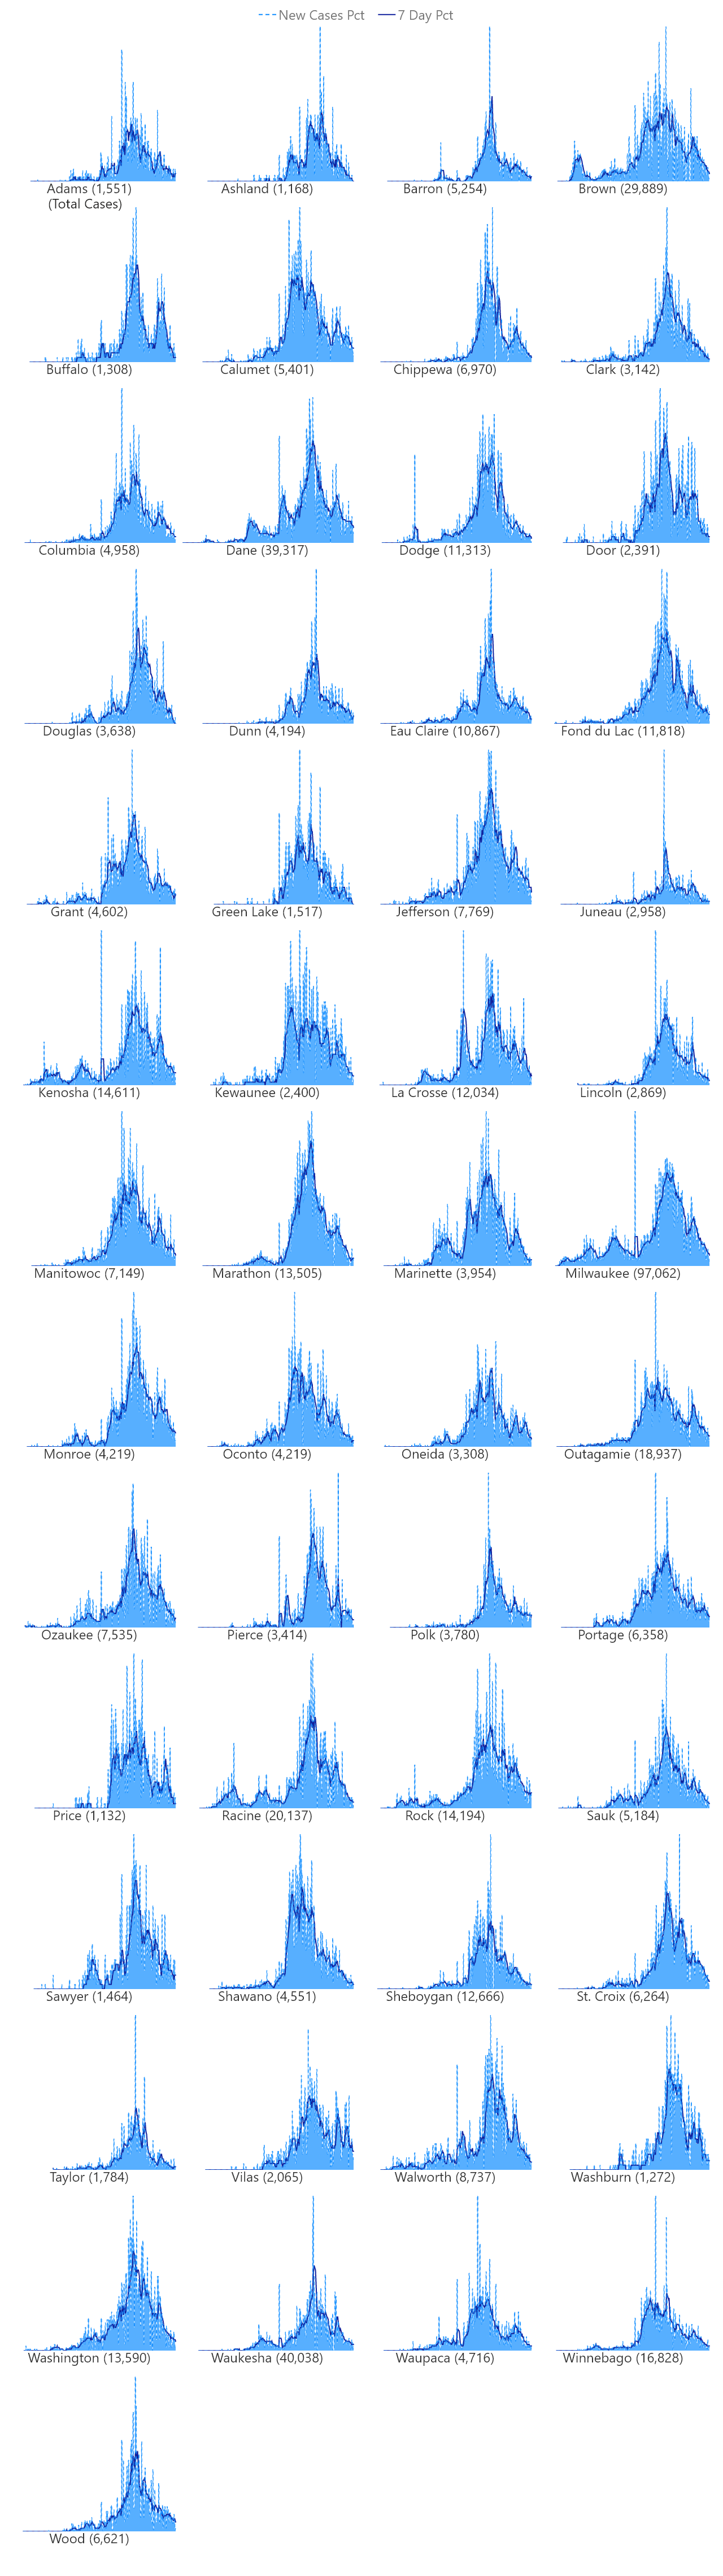 New Cases Pct 7 Day Pct
Adams (1,551) Ashland (1,168) Barron (5,254) Brown (29,889)
(Total Cases)
Buffalo (1,308) Calumet (5,401) Chippewa (6,970) Clark (3,142)
Columbia (4,958) Dane (39,317) Dodge (11,313) Door (2,391)
Douglas (3,638) Dunn (4,194) Eau Claire (10,867) Fond du Lac (11,818)
Grant (4,602) Green Lake (1,517) Jefferson (7,769) Juneau (2,958)
Kenosha (14,611) Kewaunee (2,400) La Crosse (12,034) Lincoln (2,869)
Manitowoc (7,149) Marathon (13,505) Marinette (3,954) Milwaukee (97,062)
Monroe (4,219) Oconto (4,219) Oneida (3,308) Outagamie (18,937)
Ozaukee (7,535) Pierce (3,414) Polk (3,780) Portage (6,358)
Price (1,132) Racine (20,137) Rock (14,194) Sauk (5,184)
Sawyer (1,464) Shawano (4,551) Sheboygan (12,666) St. Croix (6,264)
Taylor (1,784) Vilas (2,065) Walworth (8,737) Washburn (1,272)
Washington (13,590) Waukesha (40,038) Waupaca (4,716) Winnebago (16,828)
Wood (6,621)